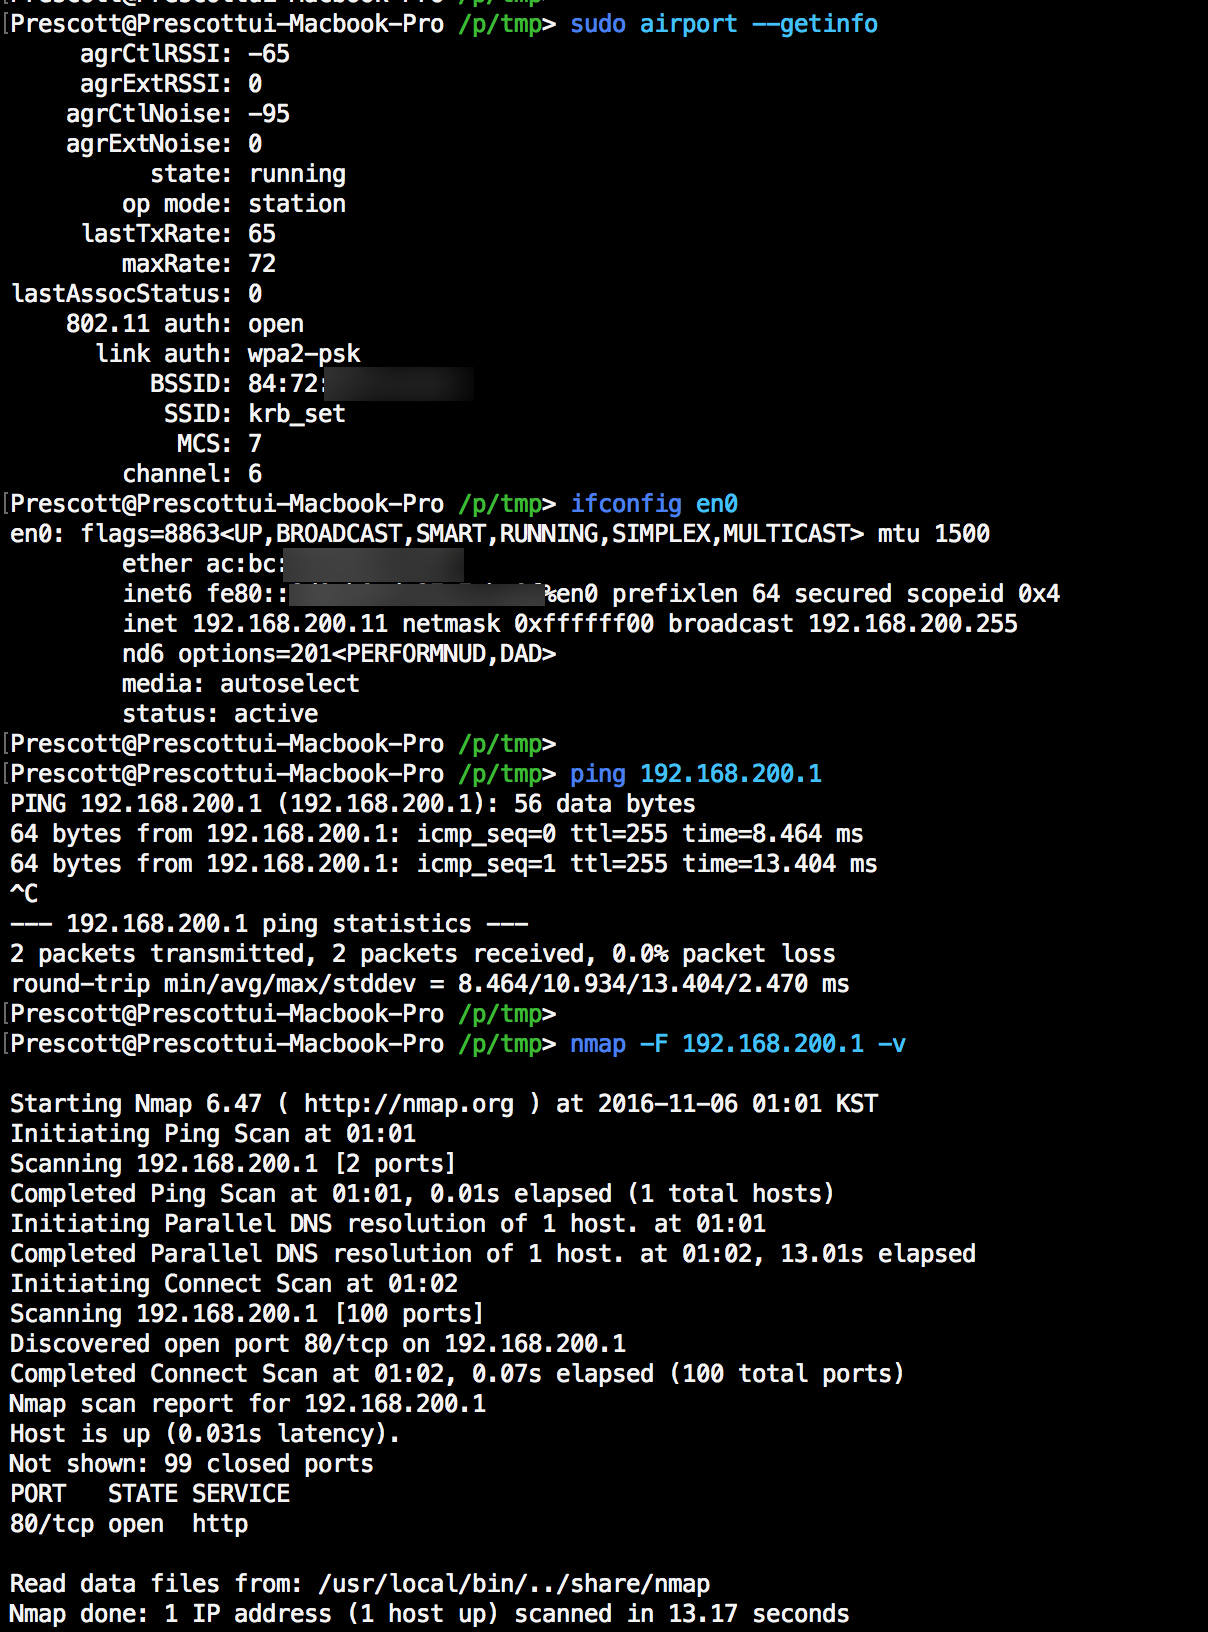 Prescott@Prescottui-Macbook-Pro /p/tmp> sudo airport --getinfo
agrCtlRSSI: -65
agrExtRSSI: 0
agrCtlNoise: -95
agrExtNoise: 0
state: running
op mode: station
lastTxRate: 65
maxRate: 72
lastAssocStatus: 0
802.11 auth: open
link auth: wpa2-psk
BSSID: 84:72:
SSID: krb_set
MCS: 7
channel: 6
[Prescott@Prescottui-Macbook-Pro /p/tmp> ifconfig en0
en0: flags=8863<UP,BROADCAST,SMART,RUNNING,SIMPLEX,MULTICAST> mtu 1500
ether ac:bc:
inet6 fe80:: %en0 prefixlen 64 secured scopeid 0x4
inet 192.168.200.11 netmask 0xffffff00 broadcast 192.168.200.255
nd6 options=201<PERFORMNUD,DAD>
media: autoselect
status: active
[Prescott@Prescottui-Macbook-Pro /p/tmp>
[Prescott@Prescottui-Macbook-Pro /p/tmp> ping 192.168.200.1
PING 192.168.200.1 (192.168.200.1): 56 data bytes
64 bytes from 192.168.200.1: icmp_seq=0 ttl=255 time=8.464 ms
64 bytes from 192.168.200.1: icmp_seq=1 ttl=255 time=13.404 ms
^C
--- 192.168.200.1 ping statistics ---
2 packets transmitted, 2 packets received, 0.0% packet loss
round-trip min/avg/max/stddev = 8.464/10.934/13.404/2.470 ms
[Prescott@Prescottui-Macbook-Pro /p/tmp>
[Prescott@Prescottui-Macbook-Pro /p/tmp> nmap -F 192.168.200.1 -v
Starting Nmap 6.47 ( http://nmap.org ) at 2016-11-06 01:01 KST
Initiating Ping Scan at 01:01
Scanning 192.168.200.1 [2 ports]
Completed Ping Scan at 01:01, 0.01s elapsed (1 total hosts)
Initiating Parallel DNS resolution of 1 host. at 01:01
Completed Parallel DNS resolution of 1 host. at 01:02, 13.01s elapsed
Initiating Connect Scan at 01:02
Scanning 192.168.200.1 [100 ports]
Discovered open port 80/tcp on 192.168.200.1
Completed Connect Scan at 01:02, 0.07s elapsed (100 total ports)
Nmap scan report for 192.168.200.1
Host is up (0.031s latency).
Not shown: 99 closed ports
PORT STATE SERVICE
80/tcp open http
Read data files from: /usr/local/bin/../share/nmap
Nmap done: 1 IP address (1 host up) scanned in 13.17 seconds